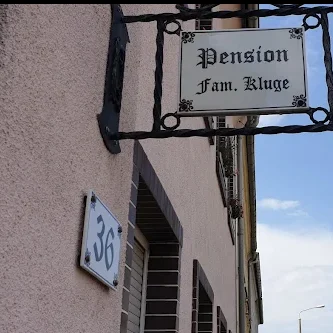 Pension
Fam. Kluge
36